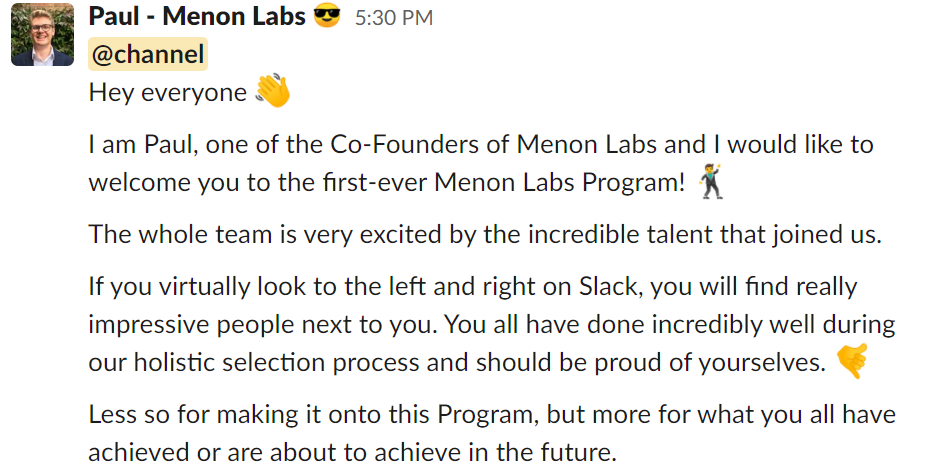 Paul - Menon Labs 😎 5:30 PM
@channel
Hey everyone 👋
I am Paul, one of the Co-Founders of Menon Labs and I would like to
welcome you to the first-ever Menon Labs Program! 🕺
The whole team is very excited by the incredible talent that joined us.
If you virtually look to the left and right on Slack, you will find really
impressive people next to you. You all have done incredibly well during
our holistic selection process and should be proud of yourselves. 🤙
Less so for making it onto this Program, but more for what you all have
achieved or are about to achieve in the future.